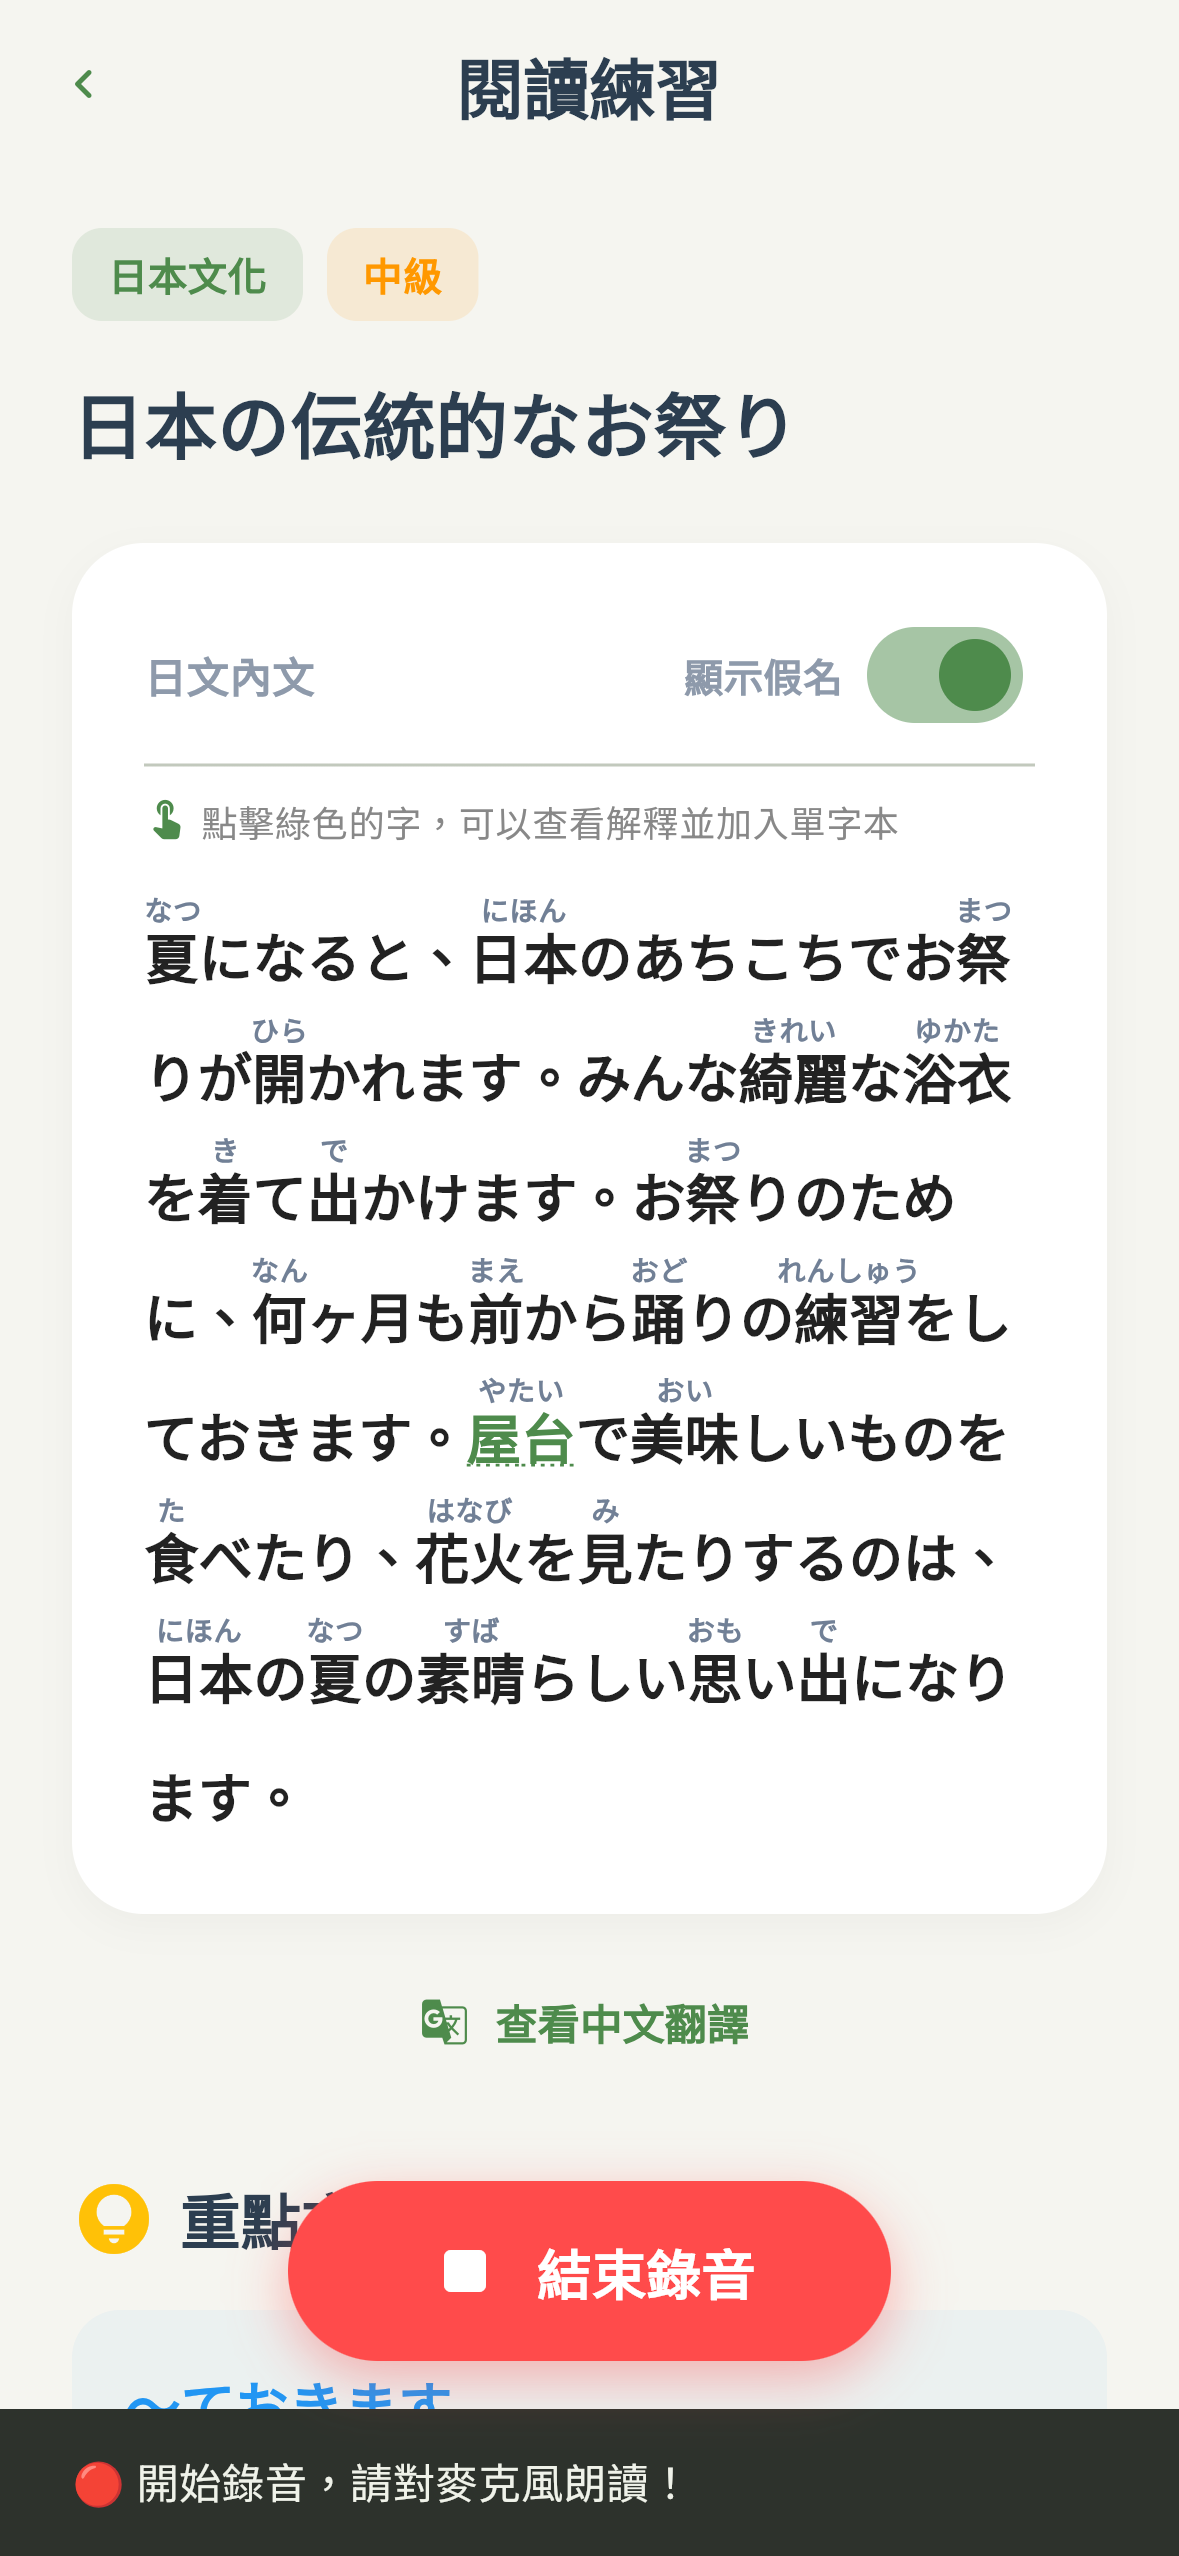 閱讀練習
日本文化 中級
日本の伝統的なお祭り
日文內文 顯示假名
點擊綠色的字，可以查看解釋並加入單字本
なつ にほん まつ
夏になると、日本のあちこちでお祭
ひら きれい ゆかた
りが開かれます。みんな綺麗な浴衣
き で まつ
を着て出かけます。お祭りのため
なん まえ おど れんしゅう
に、何ヶ月も前から踊りの練習をし
やたい おい
ておきます。屋台で美味しいものを
た はなび み
食べたり、花火を見たりするのは、
にほん なつ すば おも で
日本の夏の素晴らしい思い出になり
ます。
查看中文翻譯
重點
結束錄音
～ておきます
開始錄音，請對麥克風朗讀！